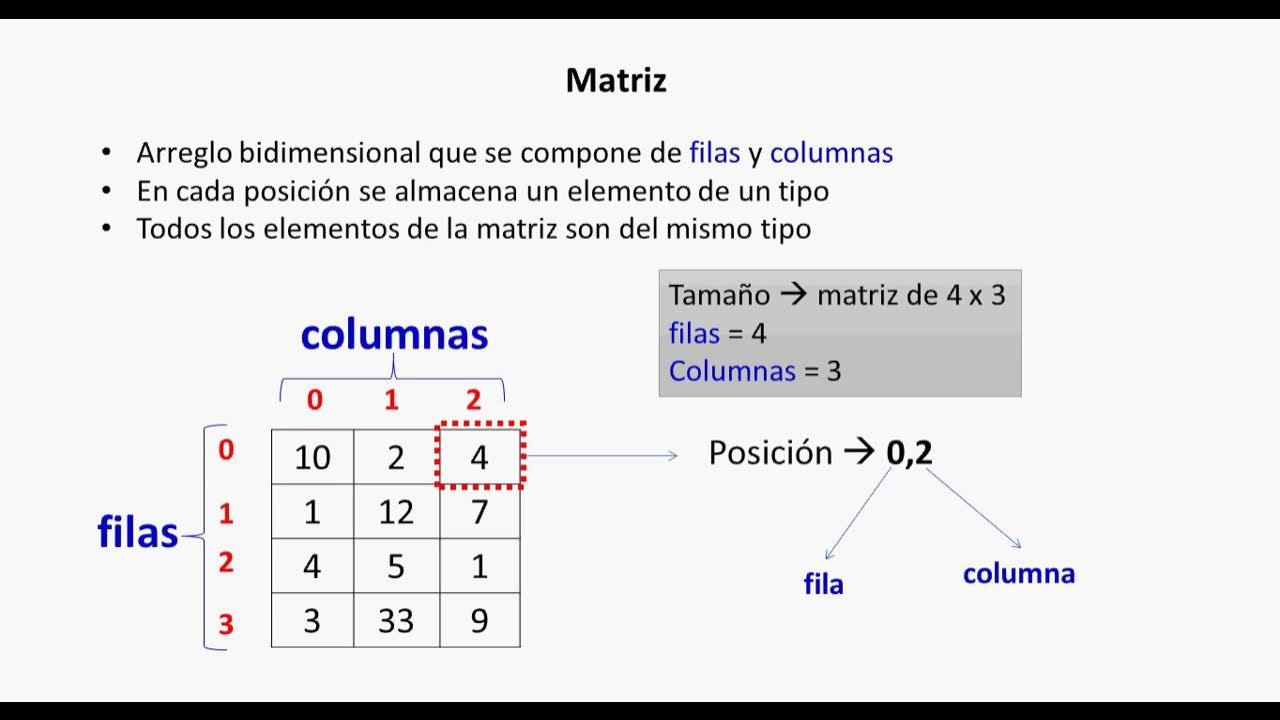 Matriz
• Arreglo bidimensional que se compone de filas y columnas
• En cada posición se almacena un elemento de un tipo
• Todos los elementos de la matriz son del mismo tipo
Tamaño → matriz de 4 x 3
filas = 4
Columnas = 3
columnas
0 1 2
filas
0 10 2 4
1 1 12 7
2 4 5 1
3 3 33 9
Posición → 0,2
fila
columna